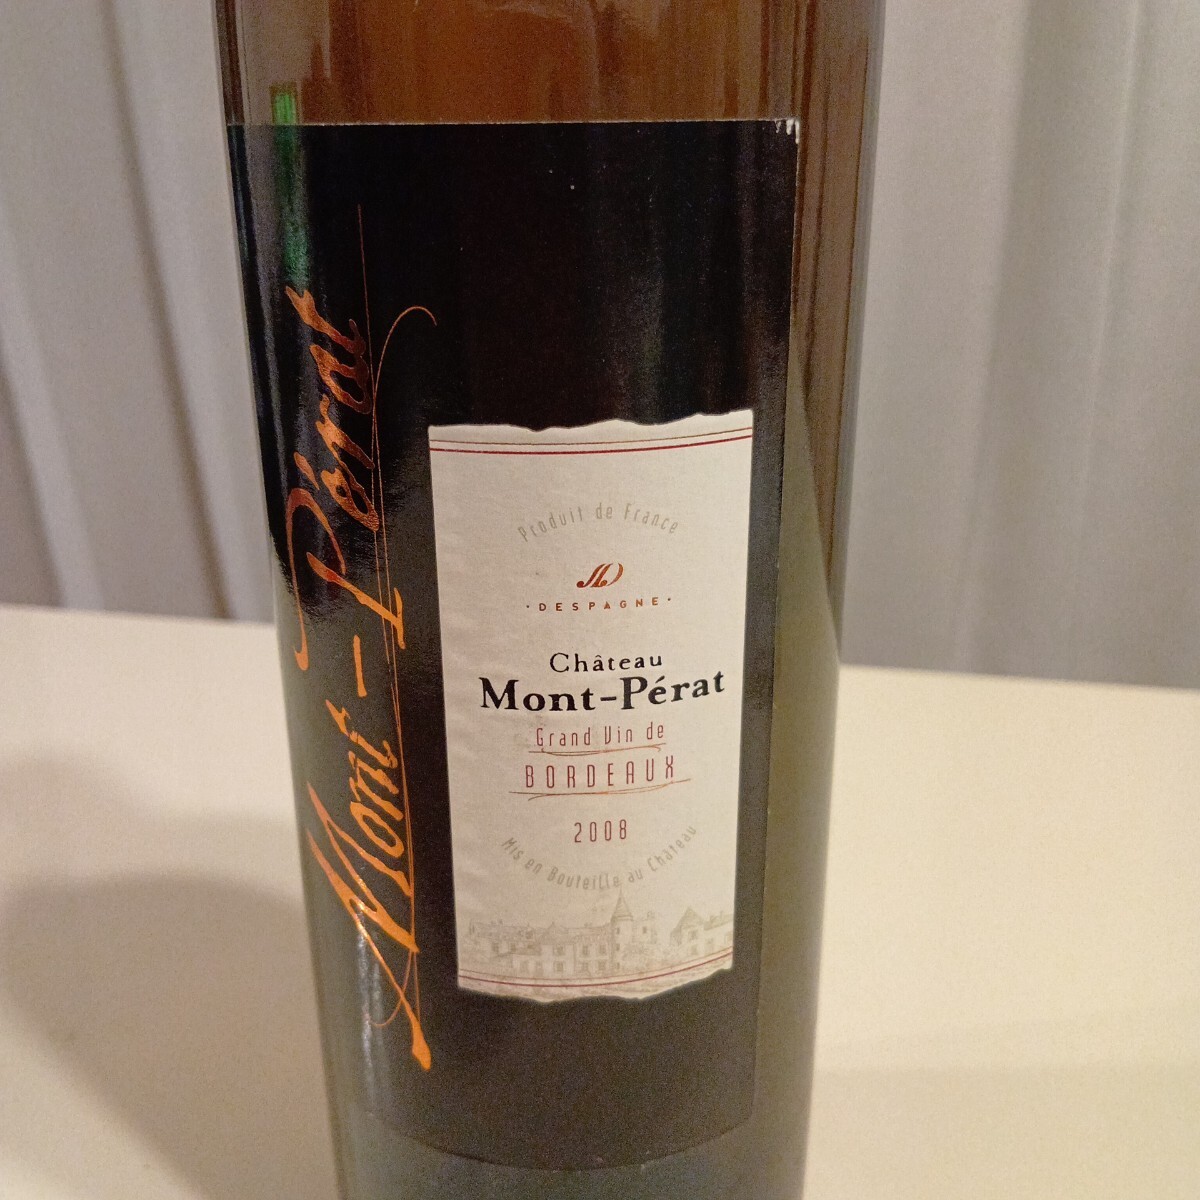 Mont-Pérat
Produit de France
· DESPAGNE ·
Château
Mont-Pérat
Grand Vin de
BORDEAUX
2008
Mis en Bouteille au Château